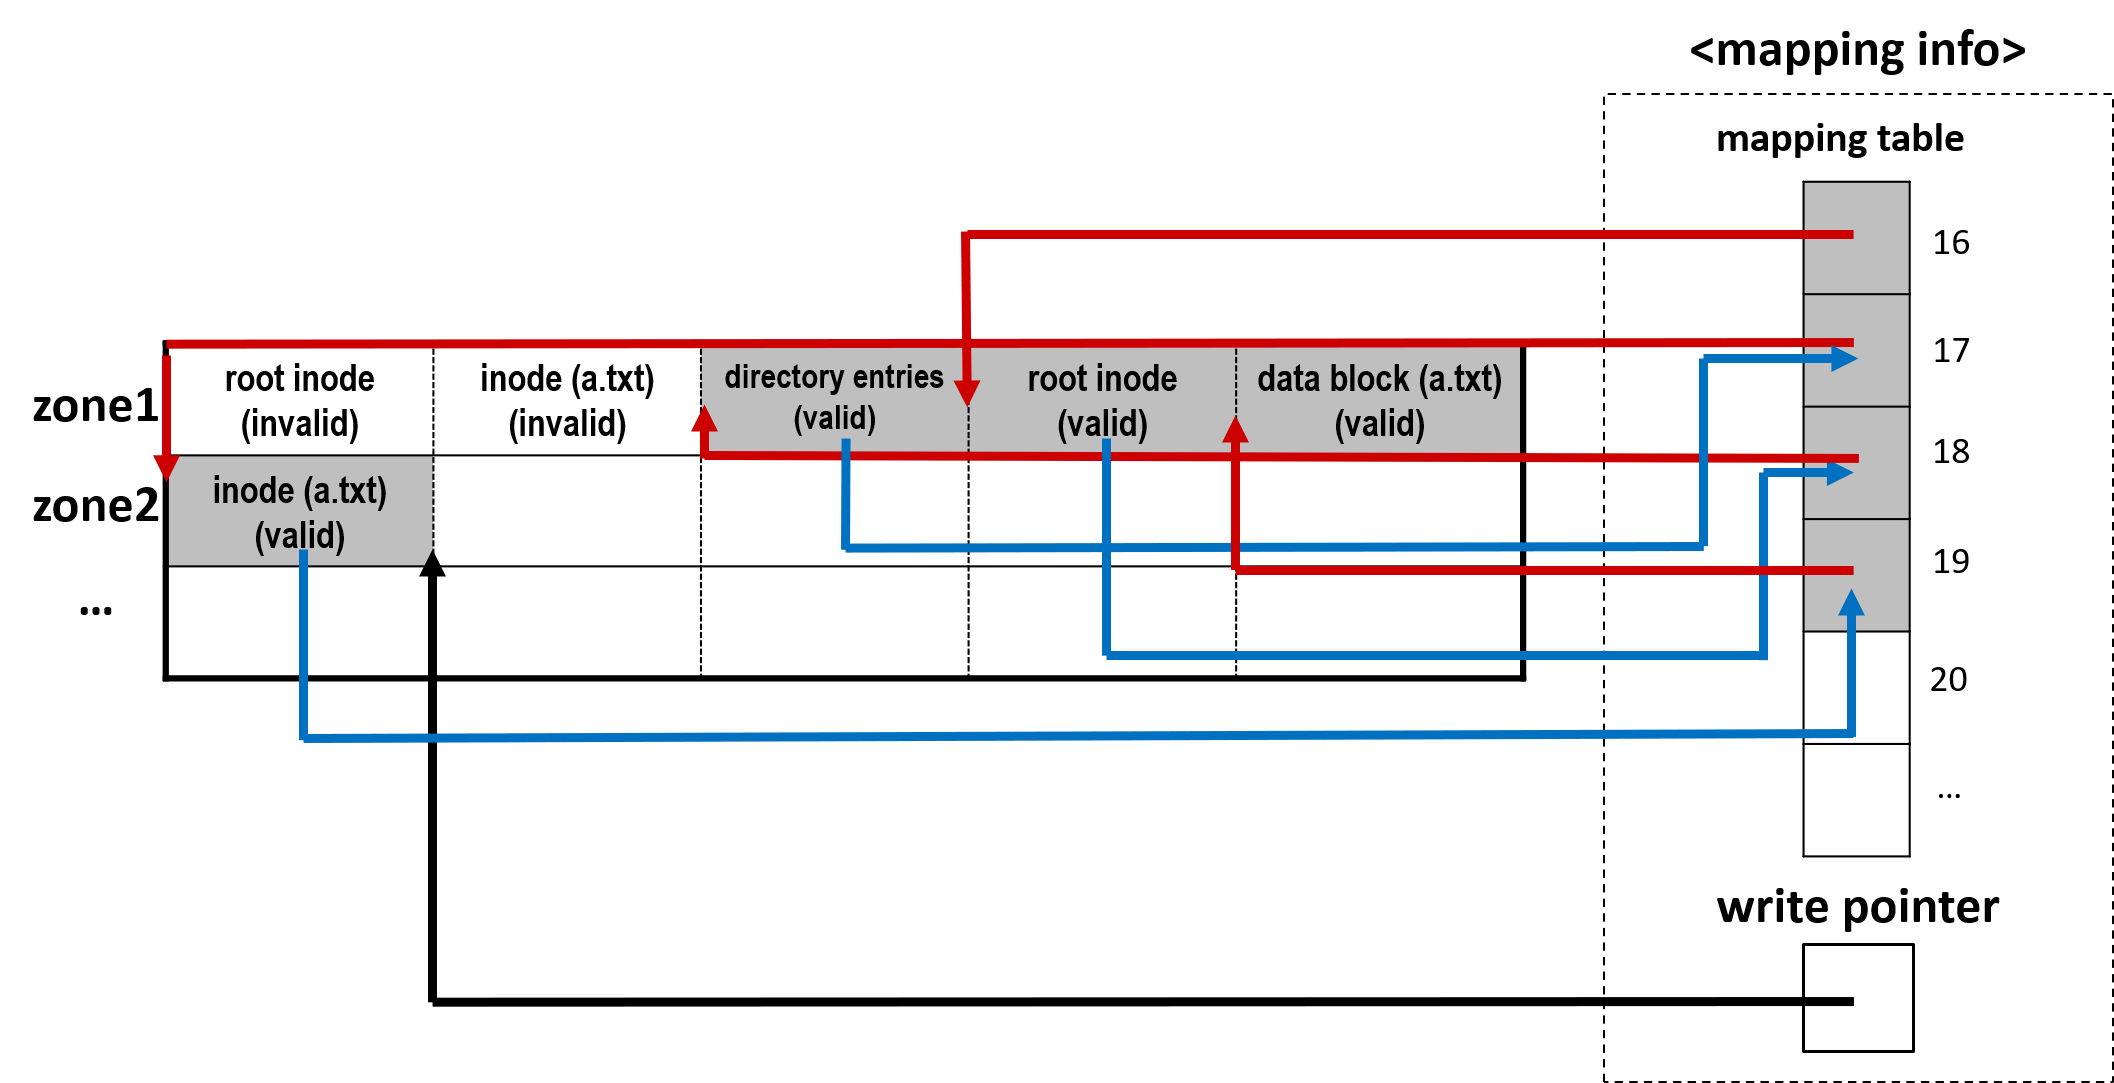 <mapping info>
mapping table
16
17
18
19
20
...
zone1
root inode
(invalid)
inode (a.txt)
(invalid)
directory entries
(valid)
root inode
(valid)
data block (a.txt)
(valid)
zone2
inode (a.txt)
(valid)
...
write pointer